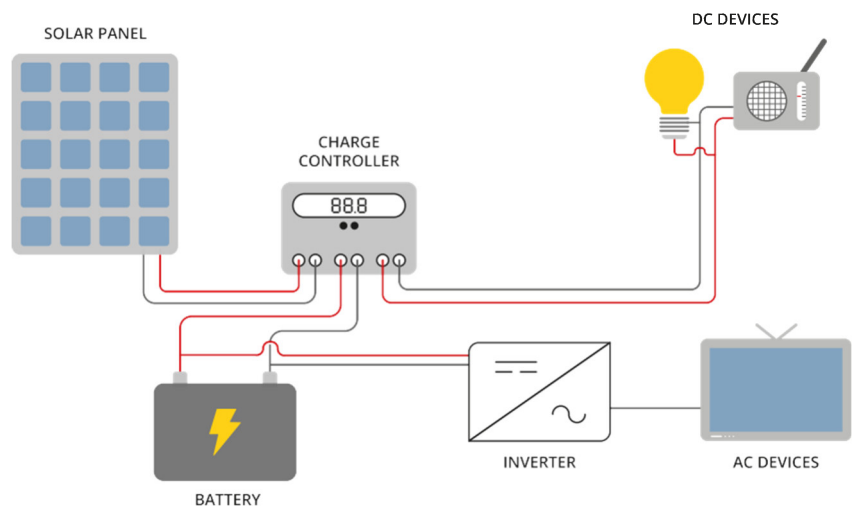 SOLAR PANEL
DC DEVICES
CHARGE
CONTROLLER
88.8
INVERTER
AC DEVICES
BATTERY